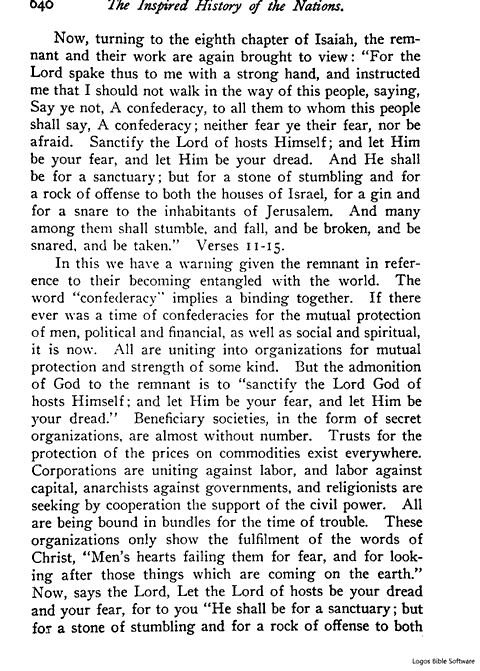 640 The Inspired History of the Nations.
Now, turning to the eighth chapter of Isaiah, the rem-
nant and their work are again brought to view: "For the
Lord spake thus to me with a strong hand, and instructed
me that I should not walk in the way of this people, saying,
Say ye not, A confederacy, to all them to whom this people
shall say, A confederacy; neither fear ye their fear, nor be
afraid. Sanctify the Lord of hosts Himself; and let Him
be your fear, and let Him be your dread. And He shall
be for a sanctuary; but for a stone of stumbling and for
a rock of offense to both the houses of Israel, for a gin and
for a snare to the inhabitants of Jerusalem. And many
among them shall stumble, and fall, and be broken, and be
snared, and be taken." Verses 11-15.
In this we have a warning given the remnant in refer-
ence to their becoming entangled with the world. The
word "confederacy" implies a binding together. If there
ever was a time of confederacies for the mutual protection
of men, political and financial, as well as social and spiritual,
it is now. All are uniting into organizations for mutual
protection and strength of some kind. But the admonition
of God to the remnant is to "sanctify the Lord God of
hosts Himself; and let Him be your fear, and let Him be
your dread." Beneficiary societies, in the form of secret
organizations, are almost without number. Trusts for the
protection of the prices on commodities exist everywhere.
Corporations are uniting against labor, and labor against
capital, anarchists against governments, and religionists are
seeking by cooperation the support of the civil power. All
are being bound in bundles for the time of trouble. These
organizations only show the fulfilment of the words of
Christ, "Men's hearts failing them for fear, and for look-
ing after those things which are coming on the earth."
Now, says the Lord, Let the Lord of hosts be your dread
and your fear, for to you "He shall be for a sanctuary; but
for a stone of stumbling and for a rock of offense to both
Logos Bible Software